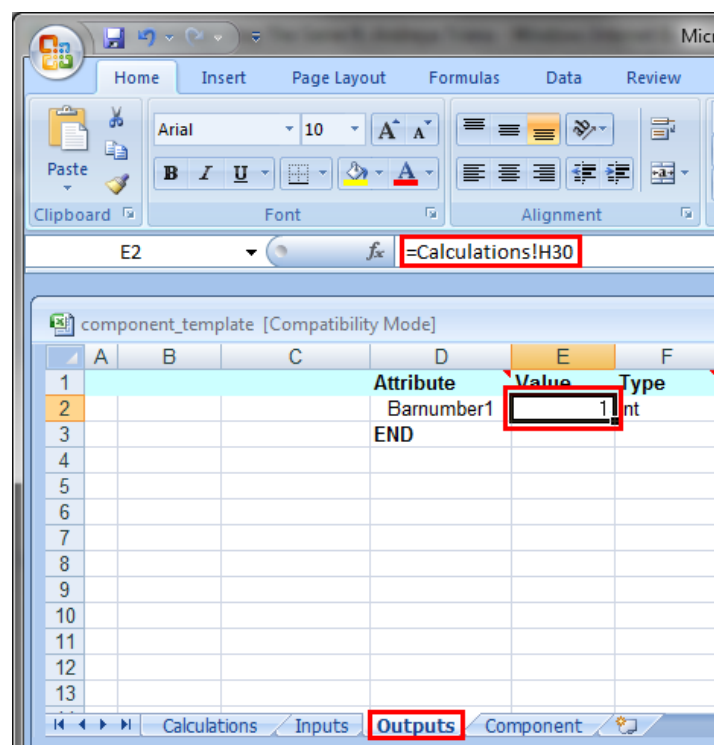 Micr
Home Insert Page Layout Formulas Data Review
Arial 10 A A
Paste
B I U A
Clipboard Font Alignment
E2 fx =Calculations!H30
component_template [Compatibility Mode]
A B C D E F
1 Attribute Value Type
2 Barnumber1 1 nt
3 END
4
5
6
7
8
9
10
11
12
13
Calculations Inputs Outputs Component